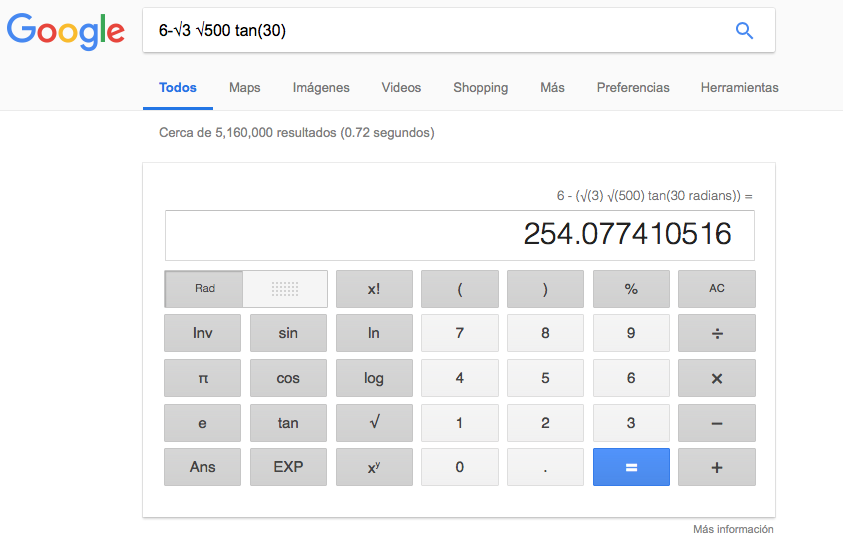 Google
6-√3 √500 tan(30)
Todos Maps Imágenes Videos Shopping Más Preferencias Herramientas
Cerca de 5,160,000 resultados (0.72 segundos)
6 - (√(3) √(500) tan(30 radians)) =
254.077410516
Rad x! ( ) % AC
Inv sin ln 7 8 9 ÷
π cos log 4 5 6 ×
e tan √ 1 2 3 −
Ans EXP xʸ 0 . = +
Más información